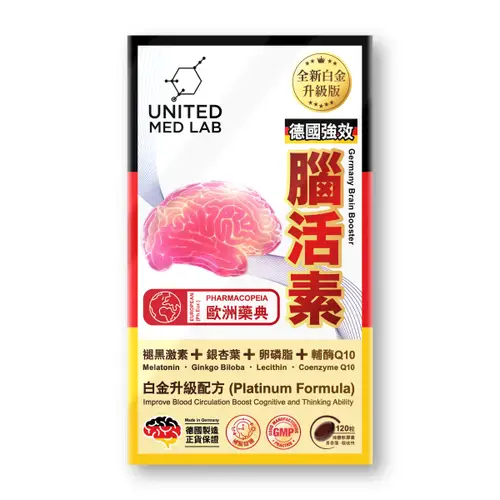 UNITED
MED LAB
全新白金
升級版
德國強效
腦活素
Germany Brain Booster
EUROPEAN
PHARMACOPEIA
歐洲藥典
褪黑激素+銀杏葉+卵磷脂+輔酶Q10
Melatonin · Ginkgo Biloba · Lecithin · Coenzyme Q10
白金升級配方 (Platinum Formula)
Improve Blood Circulation Boost Cognitive and Thinking Ability
Made in Germany
德國製造
正貨保證
GOOD MANUFACTURING
GMP
PRACTICE
120粒